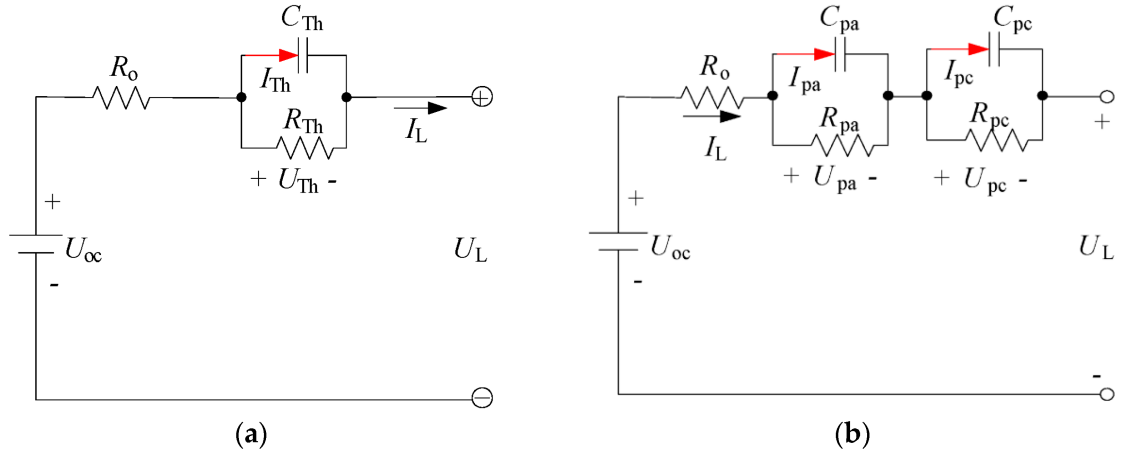 C_Th
I_Th
R_o
R_Th
I_L
+ U_Th -
+
U_oc
-
U_L
+
−
(a)
C_pa
C_pc
R_o
I_pa
I_pc
R_pa
R_pc
I_L
+ U_pa -
+ U_pc -
+
+
U_oc
-
U_L
-
(b)